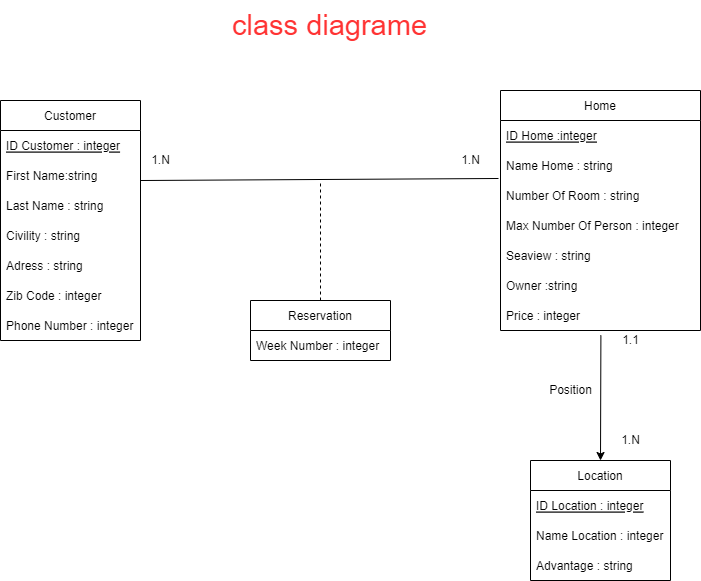 class diagrame
Customer
ID Customer : integer
First Name:string
Last Name : string
Civility : string
Adress : string
Zib Code : integer
Phone Number : integer
1.N
1.N
Reservation
Week Number : integer
Home
ID Home :integer
Name Home : string
Number Of Room : string
Max Number Of Person : integer
Seaview : string
Owner :string
Price : integer
1.1
Position
1.N
Location
ID Location : integer
Name Location : integer
Advantage : string